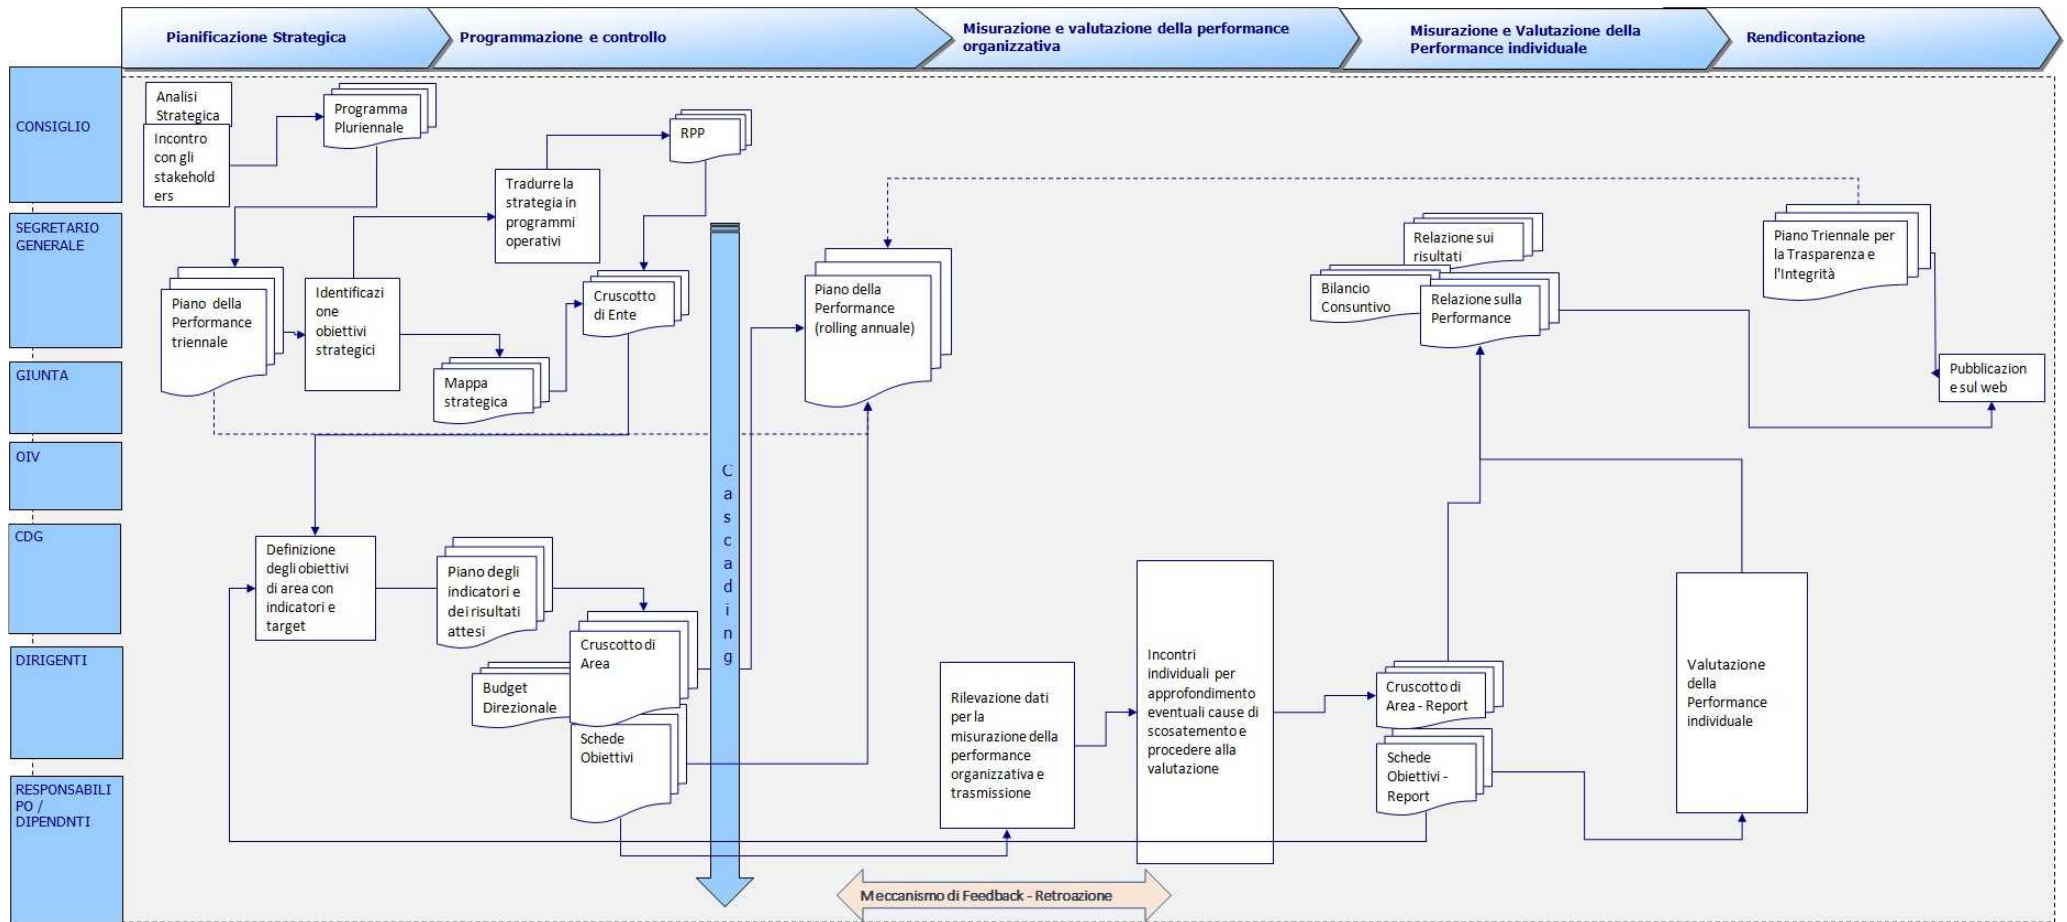 Pianificazione Strategica
Programmazione e controllo
Misurazione e valutazione della performance
organizzativa
Misurazione e Valutazione della
Performance individuale
Rendicontazione
CONSIGLIO
SEGRETARIO
GENERALE
GIUNTA
OIV
CDG
DIRIGENTI
RESPONSABILI
PO /
DIPENDNTI
Analisi
Strategica
Incontro
con gli
stakehold
ers
Programma
Pluriennale
RPP
Tradurre la
strategia in
programmi
operativi
Piano della
Performance
triennale
Identificazi
one
obiettivi
strategici
Cruscotto
di Ente
Mappa
strategica
Piano della
Performance
(rolling annuale)
Relazione sui
risultati
Bilancio
Consuntivo
Relazione sulla
Performance
Piano Triennale per
la Trasparenza e
l'Integrità
Pubblicazion
e sul web
Cascading
Definizione
degli obiettivi
di area con
indicatori e
target
Piano degli
indicatori e
dei risultati
attesi
Cruscotto di
Area
Budget
Direzionale
Schede
Obiettivi
Rilevazione dati
per la
misurazione della
performance
organizzativa e
trasmissione
Incontri
individuali per
approfondimento
eventuali cause di
scosatemento e
procedere alla
valutazione
Cruscotto di
Area - Report
Schede
Obiettivi -
Report
Valutazione
della
Performance
individuale
Meccanismo di Feedback - Retroazione